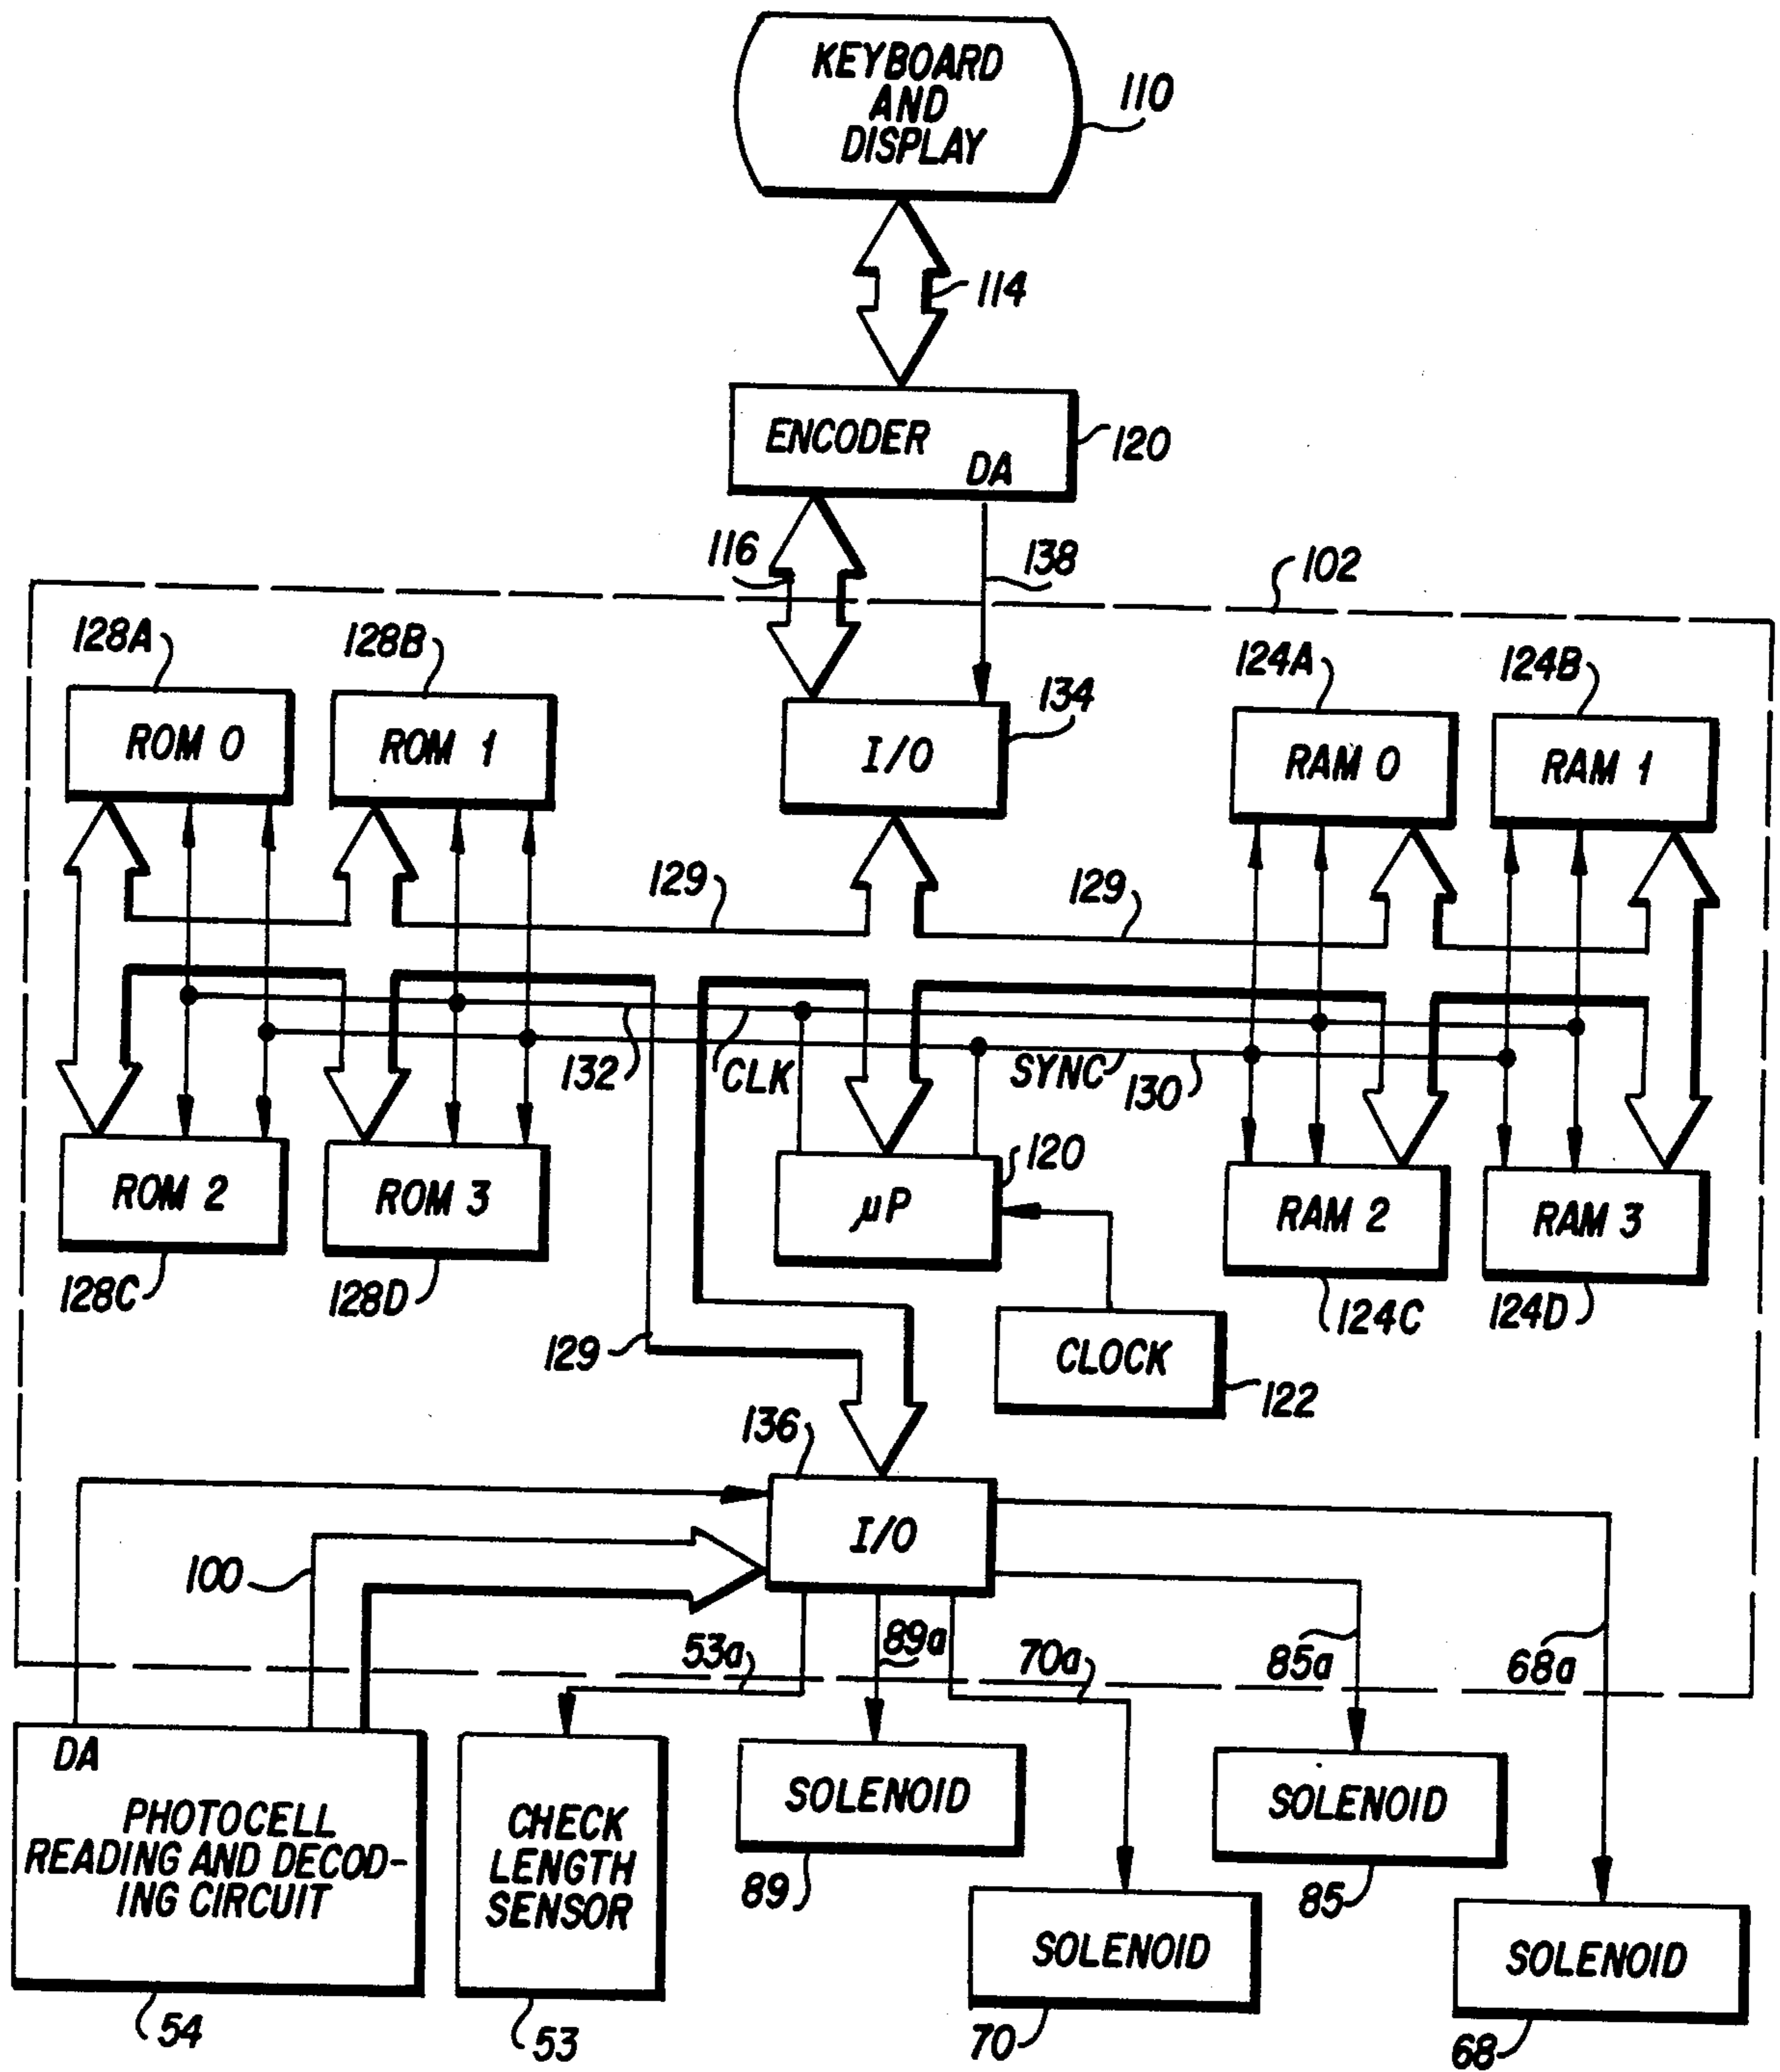 KEYBOARD
AND
DISPLAY
110
114
ENCODER
DA
120
116
138
102
128A
128B
124A
124B
134
ROM 0
ROM 1
I/O
RAM 0
RAM 1
129
129
132
CLK
SYNC
130
120
ROM 2
ROM 3
μP
RAM 2
RAM 3
128C
128D
124C
124D
129
CLOCK
122
136
I/O
100
53a
89a
70a
85a
68a
DA
PHOTOCELL
READING AND DECOD-
ING CIRCUIT
CHECK
LENGTH
SENSOR
SOLENOID
SOLENOID
89
85
SOLENOID
SOLENOID
54
53
70
68